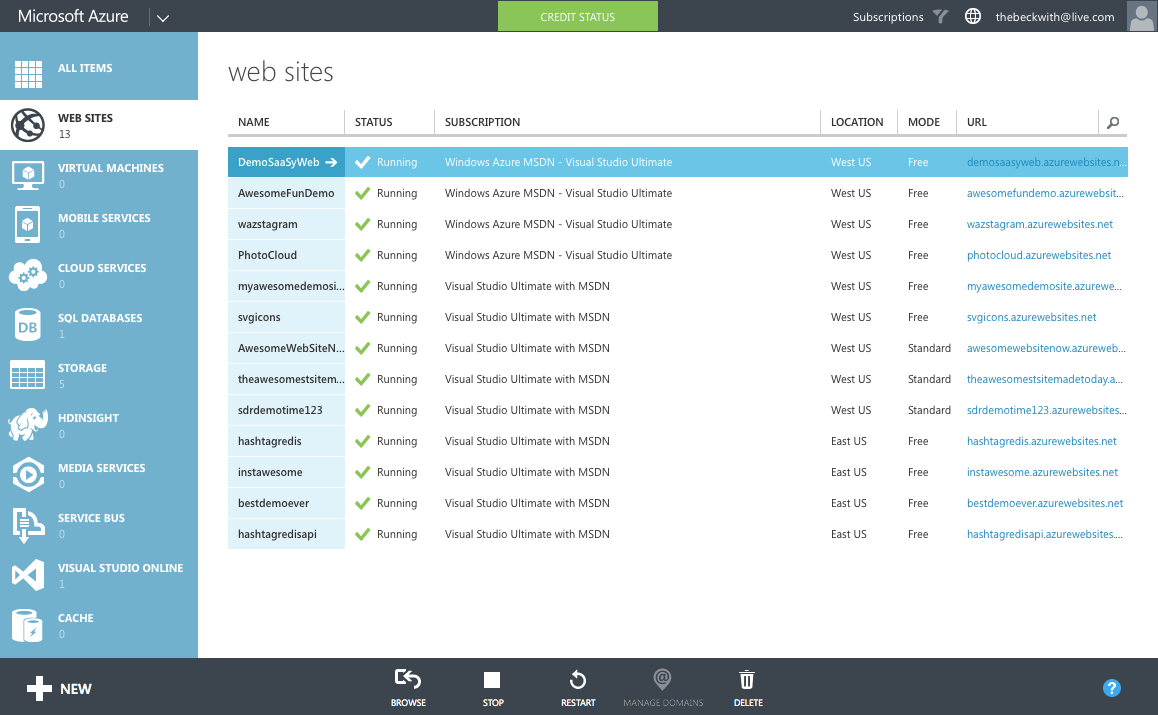 Microsoft Azure
CREDIT STATUS
Subscriptions
thebeckwith@live.com
ALL ITEMS
WEB SITES
13
VIRTUAL MACHINES
0
MOBILE SERVICES
0
CLOUD SERVICES
0
SQL DATABASES
1
DB
STORAGE
5
HDINSIGHT
0
MEDIA SERVICES
0
SERVICE BUS
0
VISUAL STUDIO ONLINE
1
CACHE
0
web sites
NAME STATUS SUBSCRIPTION LOCATION MODE URL
DemoSaaSyWeb Running Windows Azure MSDN - Visual Studio Ultimate West US Free demosaasyweb.azurewebsites.n...
AwesomeFunDemo Running Windows Azure MSDN - Visual Studio Ultimate West US Free awesomefundemo.azurewebsit...
wazstagram Running Windows Azure MSDN - Visual Studio Ultimate West US Free wazstagram.azurewebsites.net
PhotoCloud Running Windows Azure MSDN - Visual Studio Ultimate West US Free photocloud.azurewebsites.net
myawesomedemosi... Running Visual Studio Ultimate with MSDN West US Free myawesomedemosite.azurewe...
svgicons Running Visual Studio Ultimate with MSDN West US Free svgicons.azurewebsites.net
AwesomeWebSiteN... Running Visual Studio Ultimate with MSDN West US Standard awesomewebsitenow.azureweb...
theawesomestsitem... Running Visual Studio Ultimate with MSDN West US Standard theawesomestsitemadetoday.a...
sdrdemotime123 Running Visual Studio Ultimate with MSDN West US Standard sdrdemotime123.azurewebsites...
hashtagredis Running Visual Studio Ultimate with MSDN East US Free hashtagredis.azurewebsites.net
instawesome Running Visual Studio Ultimate with MSDN East US Free instawesome.azurewebsites.net
bestdemoever Running Visual Studio Ultimate with MSDN East US Free bestdemoever.azurewebsites.net
hashtagredisapi Running Visual Studio Ultimate with MSDN East US Free hashtagredisapi.azurewebsites....
NEW
BROWSE
STOP
RESTART
@
MANAGE DOMAINS
DELETE
?